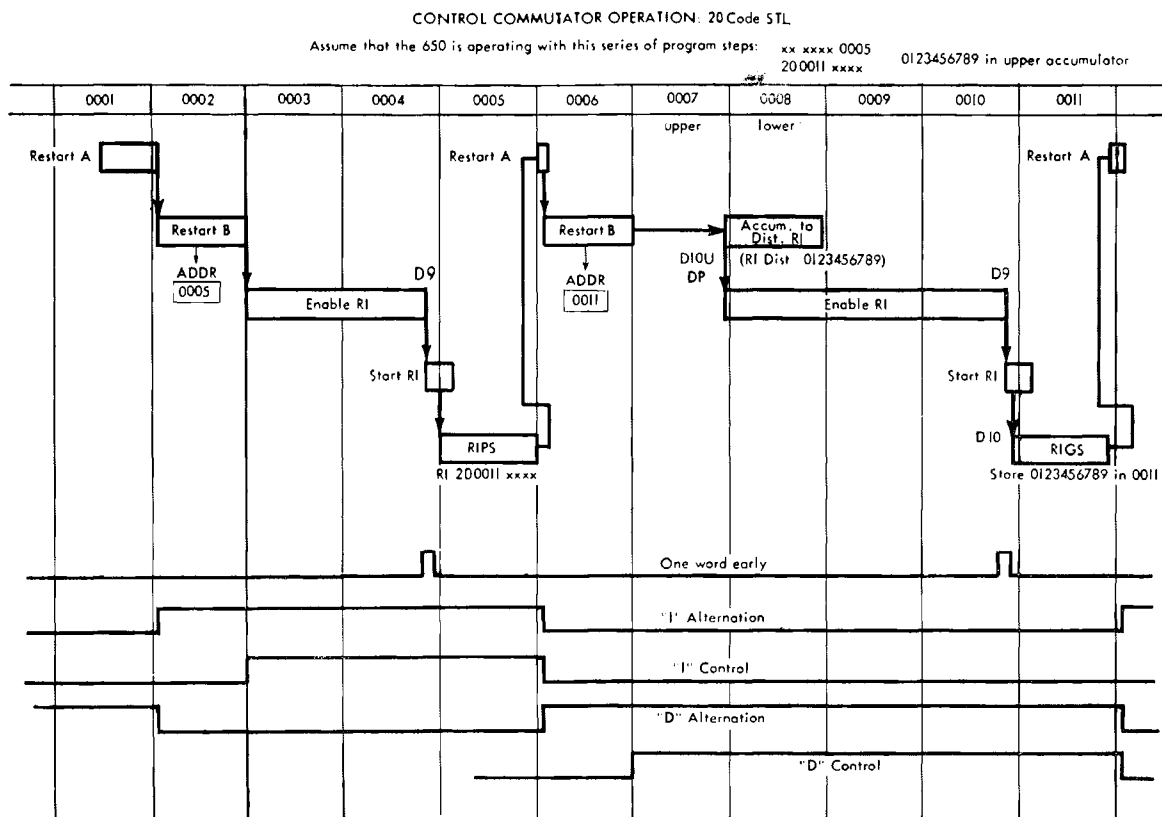 CONTROL COMMUTATOR OPERATION: 20 Code STL
Assume that the 650 is operating with this series of program steps: xx xxxx 0005
20 0011 xxxx
0123456789 in upper accumulator
0001 0002 0003 0004 0005 0006 0007 0008 0009 0010 0011
upper lower
Restart A Restart A Restart A
Restart B Restart B Accum. to
Dist. RI
ADDR
0005
ADDR
0011
D10U
DP
(RI Dist 0123456789)
D9 D9
Enable RI Enable RI
Start RI Start RI
D10
RIPS RIGS
RI 20 0011 xxxx Store 0123456789 in 0011
One word early
"I" Alternation
"I" Control
"D" Alternation
"D" Control